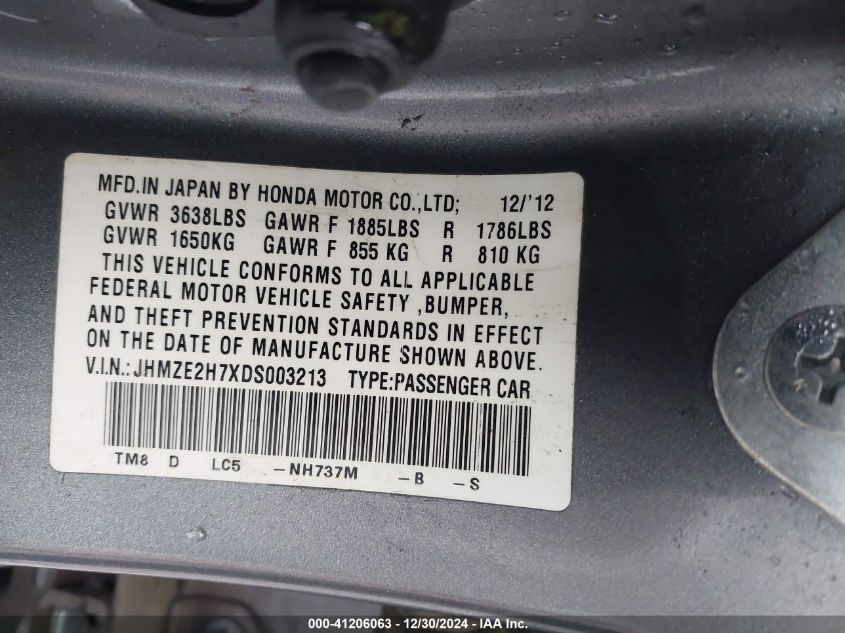 MFD.IN JAPAN BY HONDA MOTOR CO.,LTD; 12/'12
GVWR 3638LBS GAWR F 1885LBS R 1786LBS
GVWR 1650KG GAWR F 855 KG R 810 KG
THIS VEHICLE CONFORMS TO ALL APPLICABLE
FEDERAL MOTOR VEHICLE SAFETY ,BUMPER,
AND THEFT PREVENTION STANDARDS IN EFFECT
ON THE DATE OF MANUFACTURE SHOWN ABOVE.
V.I.N.: JHMZE2H7XDS003213 TYPE:PASSENGER CAR
TM8 D LC5 -NH737M -B -S
000-41206063 - 12/30/2024 - IAA Inc.